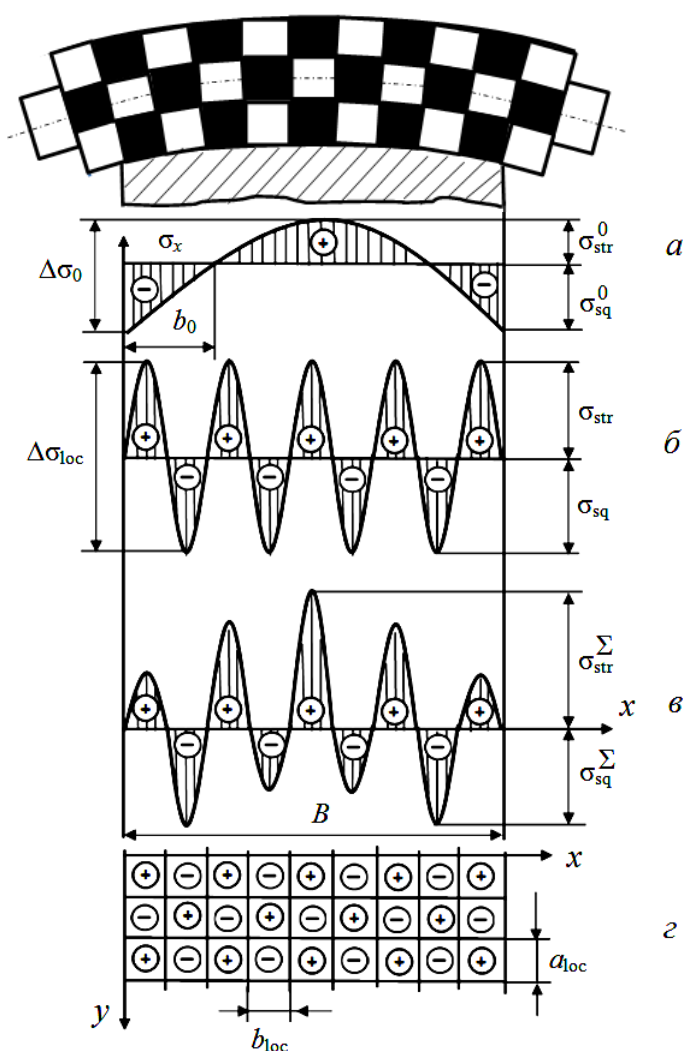 σx
+
σ⁰str
а
Δσ₀
−
−
σ⁰sq
b₀
σstr
Δσloc
+ + + + +
б
− − − −
σsq
σΣstr
+ + + + +
x
в
− − − −
σΣsq
B
x
+ − + − + − + − +
− + − + − + − + −
г
+ − + − + − + − +
aloc
y
bloc